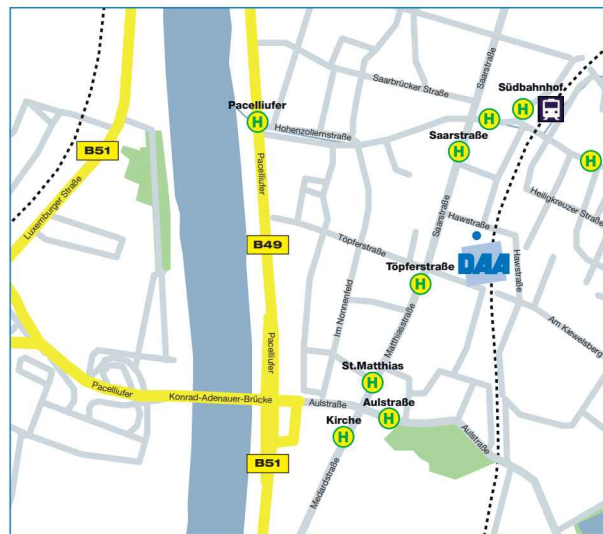 Saarstraße
Südbahnhof
Saarbrücker Straße
H
H
Pacelliufer
H
Hohenzollernstraße
Saarstraße
H
B51
Pacelliufer
H
Luxemburger Straße
Heiligkreuzer Straße
Saarstraße
Hawstraße
B49
Töpferstraße
DAA
Hawstraße
Töpferstraße
H
Im Nonnenfeld
Matthiasstraße
Am Kiewelsberg
Pacelliufer
St.Matthias
H
Pacelliufer
Konrad-Adenauer-Brücke
Aulstraße
Aulstraße
H
Kirche
H
Aulstraße
B51
Medardstraße